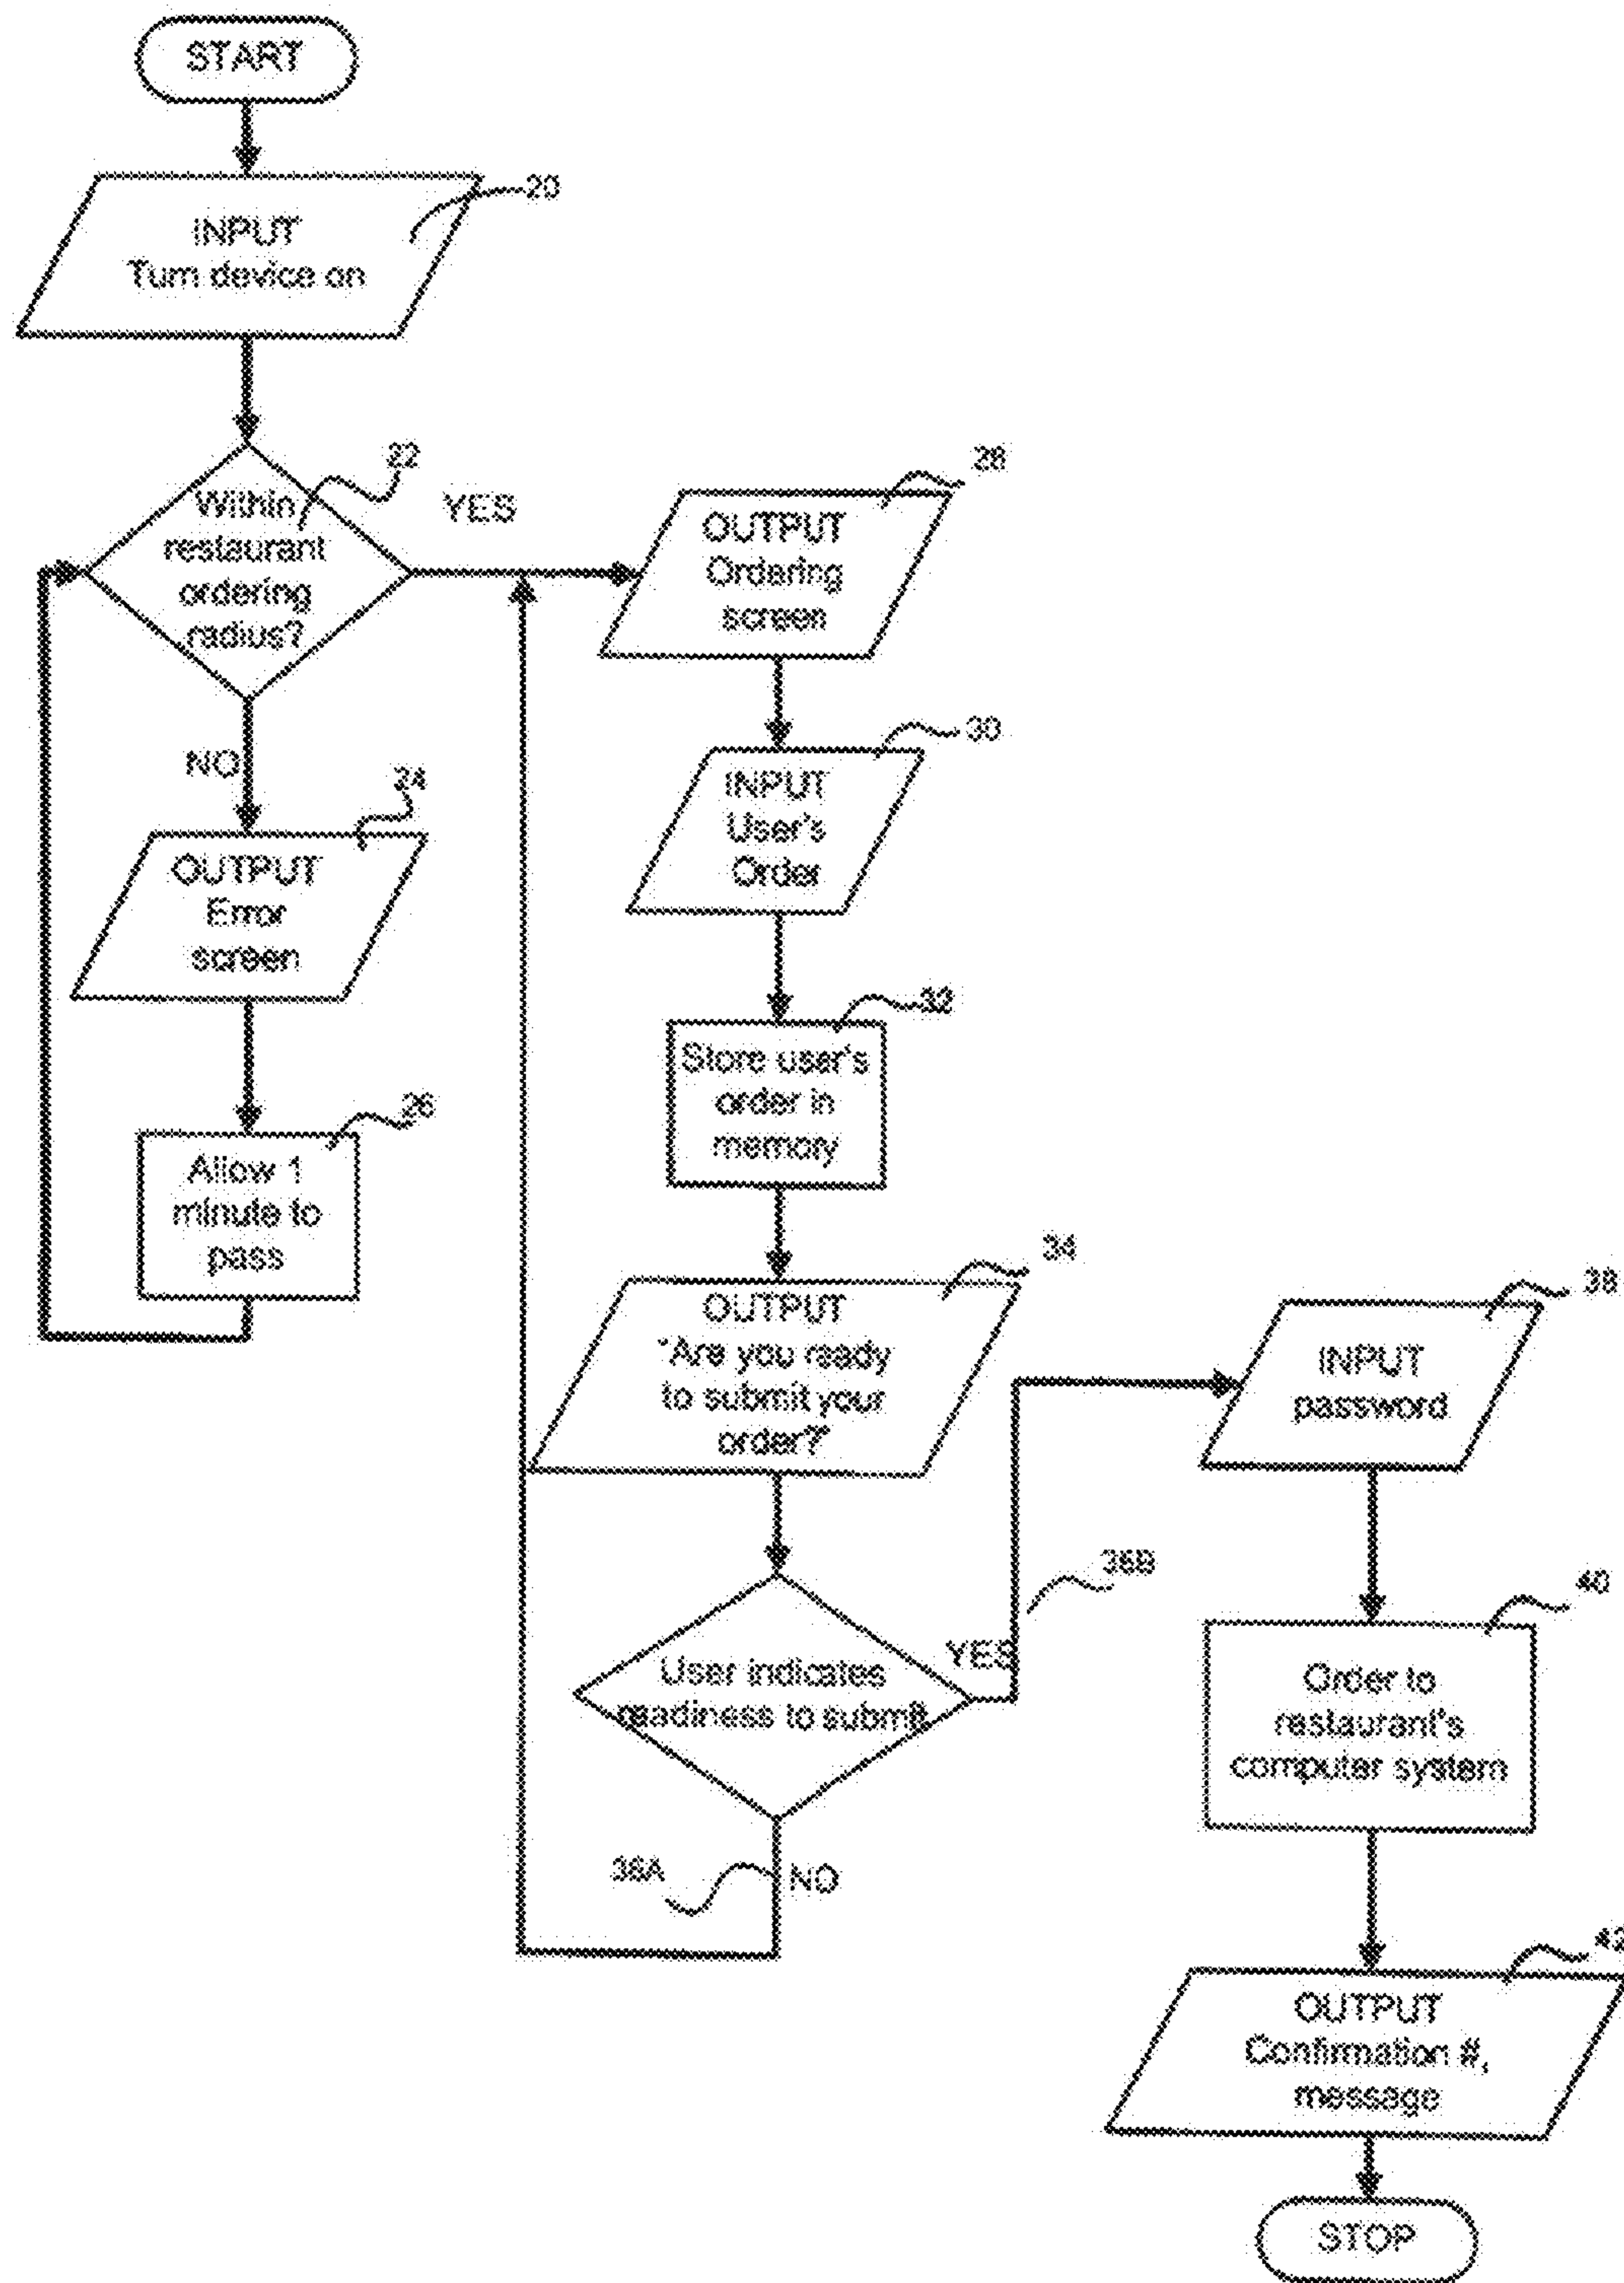 START
INPUT
Turn device on
20
Within
restaurant
ordering
radius?
22
YES
NO
OUTPUT
Error
screen
24
Allow 1
minute to
pass
26
OUTPUT
Ordering
screen
28
INPUT
User's
Order
30
Store user's
order in
memory
32
OUTPUT
"Are you ready
to submit your
order?"
34
User indicates
readiness to submit
YES
36B
36A
NO
INPUT
password
38
Order to
restaurant's
computer system
40
OUTPUT
Confirmation #,
message
42
STOP